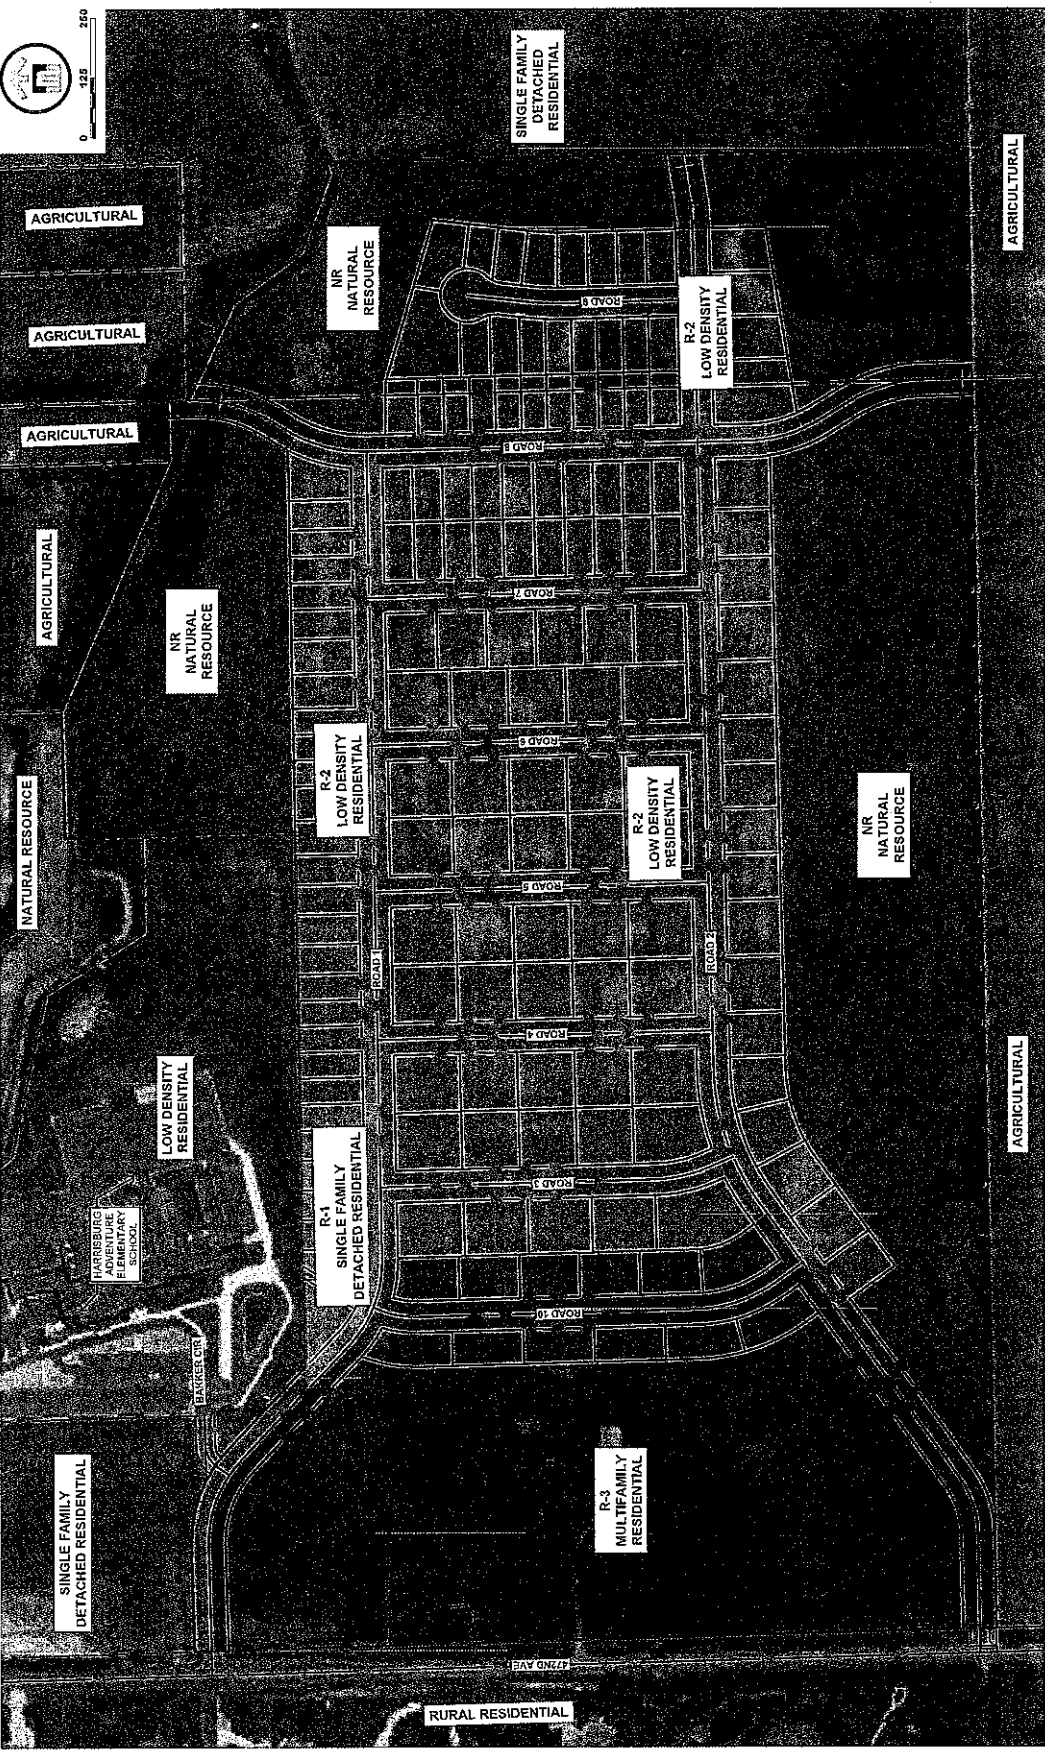 SINGLE FAMILY
DETACHED RESIDENTIAL
HARRISBURG
ADVENTURE
ELEMENTARY
SCHOOL
NATURAL RESOURCE
AGRICULTURAL
AGRICULTURAL
AGRICULTURAL
AGRICULTURAL
0 125 250
BAKKER CIR
LOW DENSITY
RESIDENTIAL
NR
NATURAL
RESOURCE
R-1
SINGLE FAMILY
DETACHED RESIDENTIAL
ROAD 1
R-2
LOW DENSITY
RESIDENTIAL
NR
NATURAL
RESOURCE
RURAL RESIDENTIAL
472ND AVE
ROAD 10
ROAD 3
ROAD 4
ROAD 5
ROAD 6
ROAD 7
ROAD 8
ROAD 9
SINGLE FAMILY
DETACHED
RESIDENTIAL
R-3
MULTIFAMILY
RESIDENTIAL
R-2
LOW DENSITY
RESIDENTIAL
ROAD 2
R-2
LOW DENSITY
RESIDENTIAL
NR
NATURAL
RESOURCE
AGRICULTURAL
AGRICULTURAL